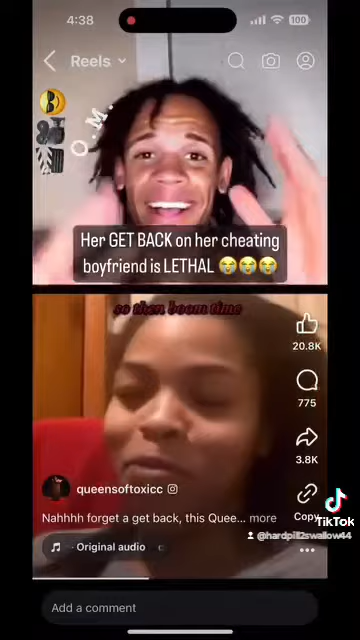 4:38
100
Reels
O.M.
Her GET BACK on her cheating
boyfriend is LETHAL 😭😭😭
so then boom time
20.8K
775
3.8K
queensoftoxicc
Nahhhh forget a get back, this Quee... more
Copy
TikTok
@hardpill2swallow44
Original audio
Add a comment